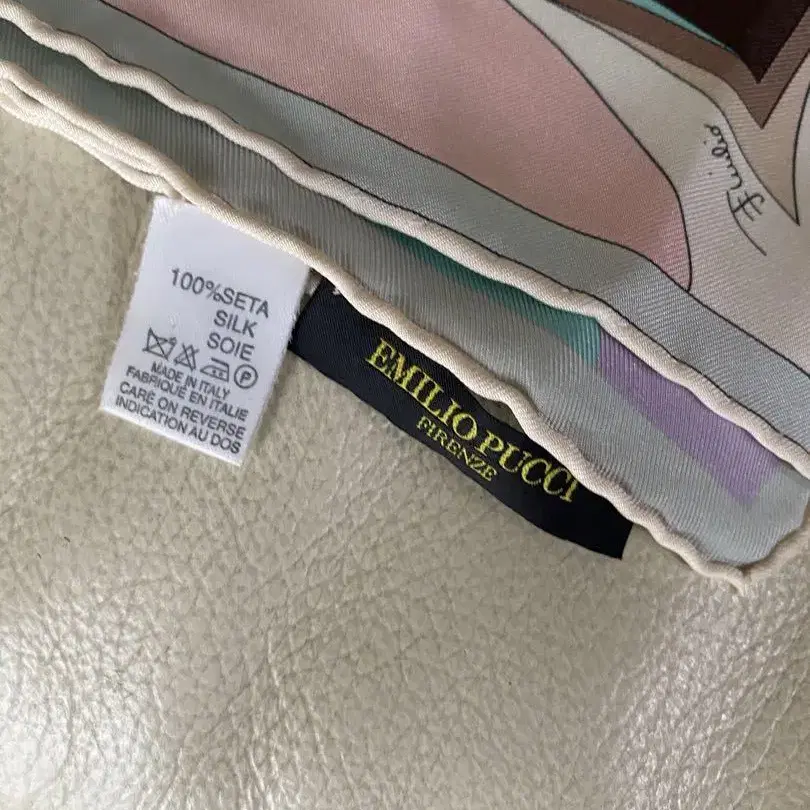 Emilio
100%SETA
SILK
SOIE
P
MADE IN ITALY
FABRIQUE EN ITALIE
CARE ON REVERSE
INDICATION AU DOS
EMILIO PUCCI
FIRENZE